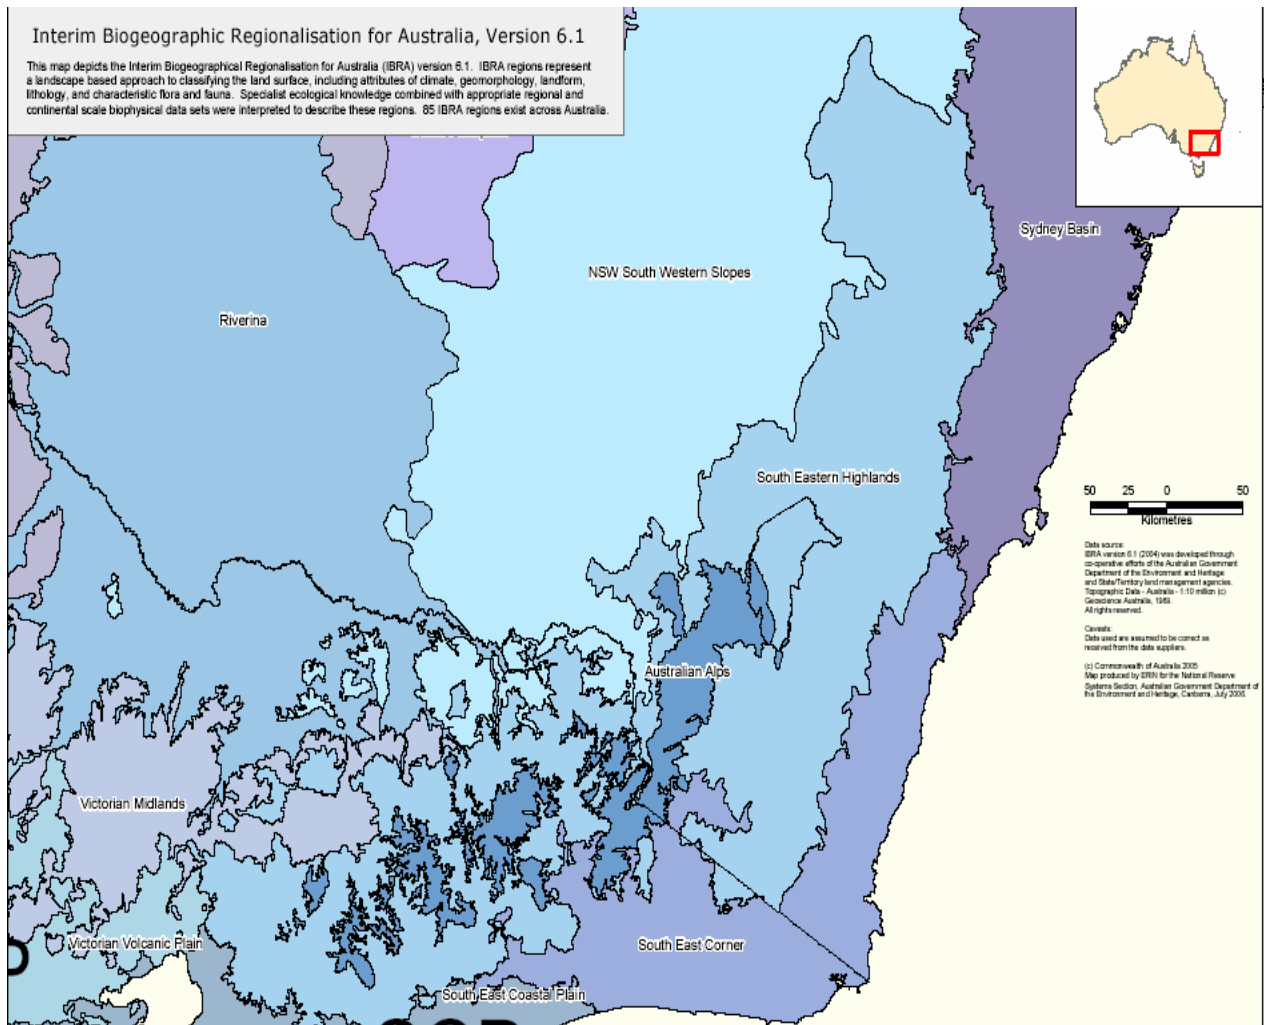 Interim Biogeographic Regionalisation for Australia, Version 6.1
This map depicts the Interim Biogeographical Regionalisation for Australia (IBRA) version 6.1. IBRA regions represent
a landscape based approach to classifying the land surface, including attributes of climate, geomorphology, landform,
lithology, and characteristic flora and fauna. Specialist ecological knowledge combined with appropriate regional and
continental scale biophysical data sets were interpreted to describe these regions. 85 IBRA regions exist across Australia.
Sydney Basin
NSW South Western Slopes
Riverina
South Eastern Highlands
50 25 0 50
Kilometres
Data source:
IBRA version 6.1 (2004) was developed through
co-operative efforts of the Australian Government
Department of the Environment and Heritage
and State/Territory land management agencies.
Topographic Data - Australia - 1:10 million (c)
Geoscience Australia, 1989.
All rights reserved.
Caveats:
Data used are assumed to be correct as
received from the data suppliers.
(c) Commonwealth of Australia 2005
Map produced by ERIN for the National Reserve
Systems Section, Australian Government Department of
the Environment and Heritage, Canberra, July 2006.
Australian Alps
Victorian Midlands
Victorian Volcanic Plain
South East Corner
South East Coastal Plain